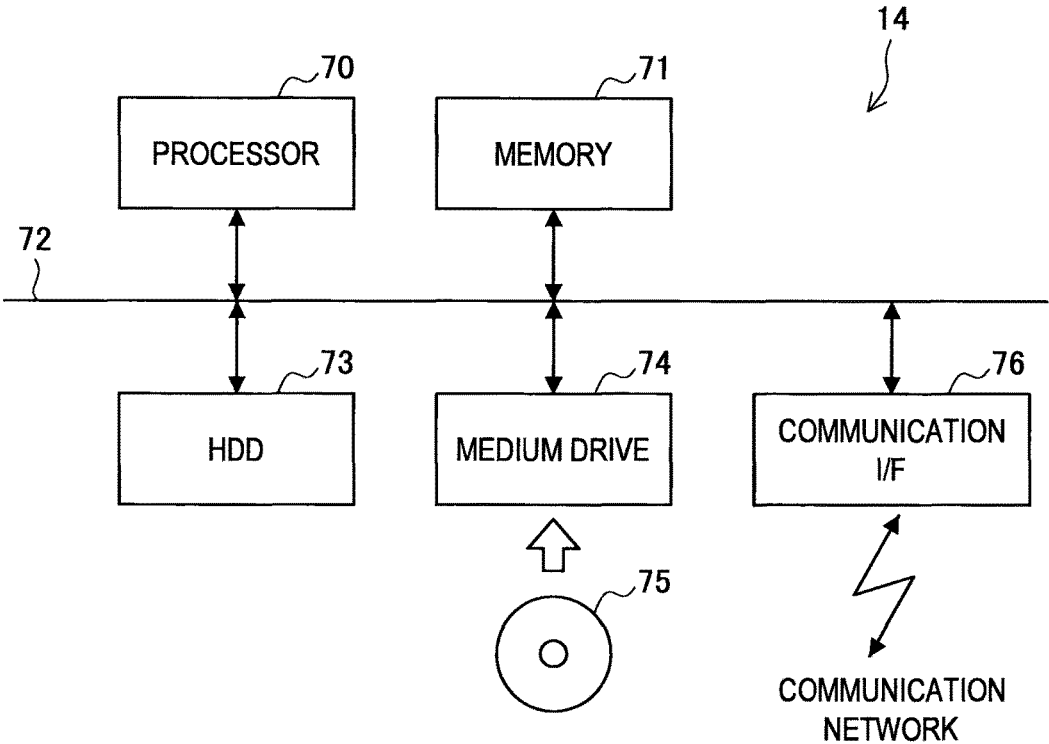 14
70
71
PROCESSOR
MEMORY
72
73
74
76
HDD
MEDIUM DRIVE
COMMUNICATION
I/F
75
COMMUNICATION
NETWORK